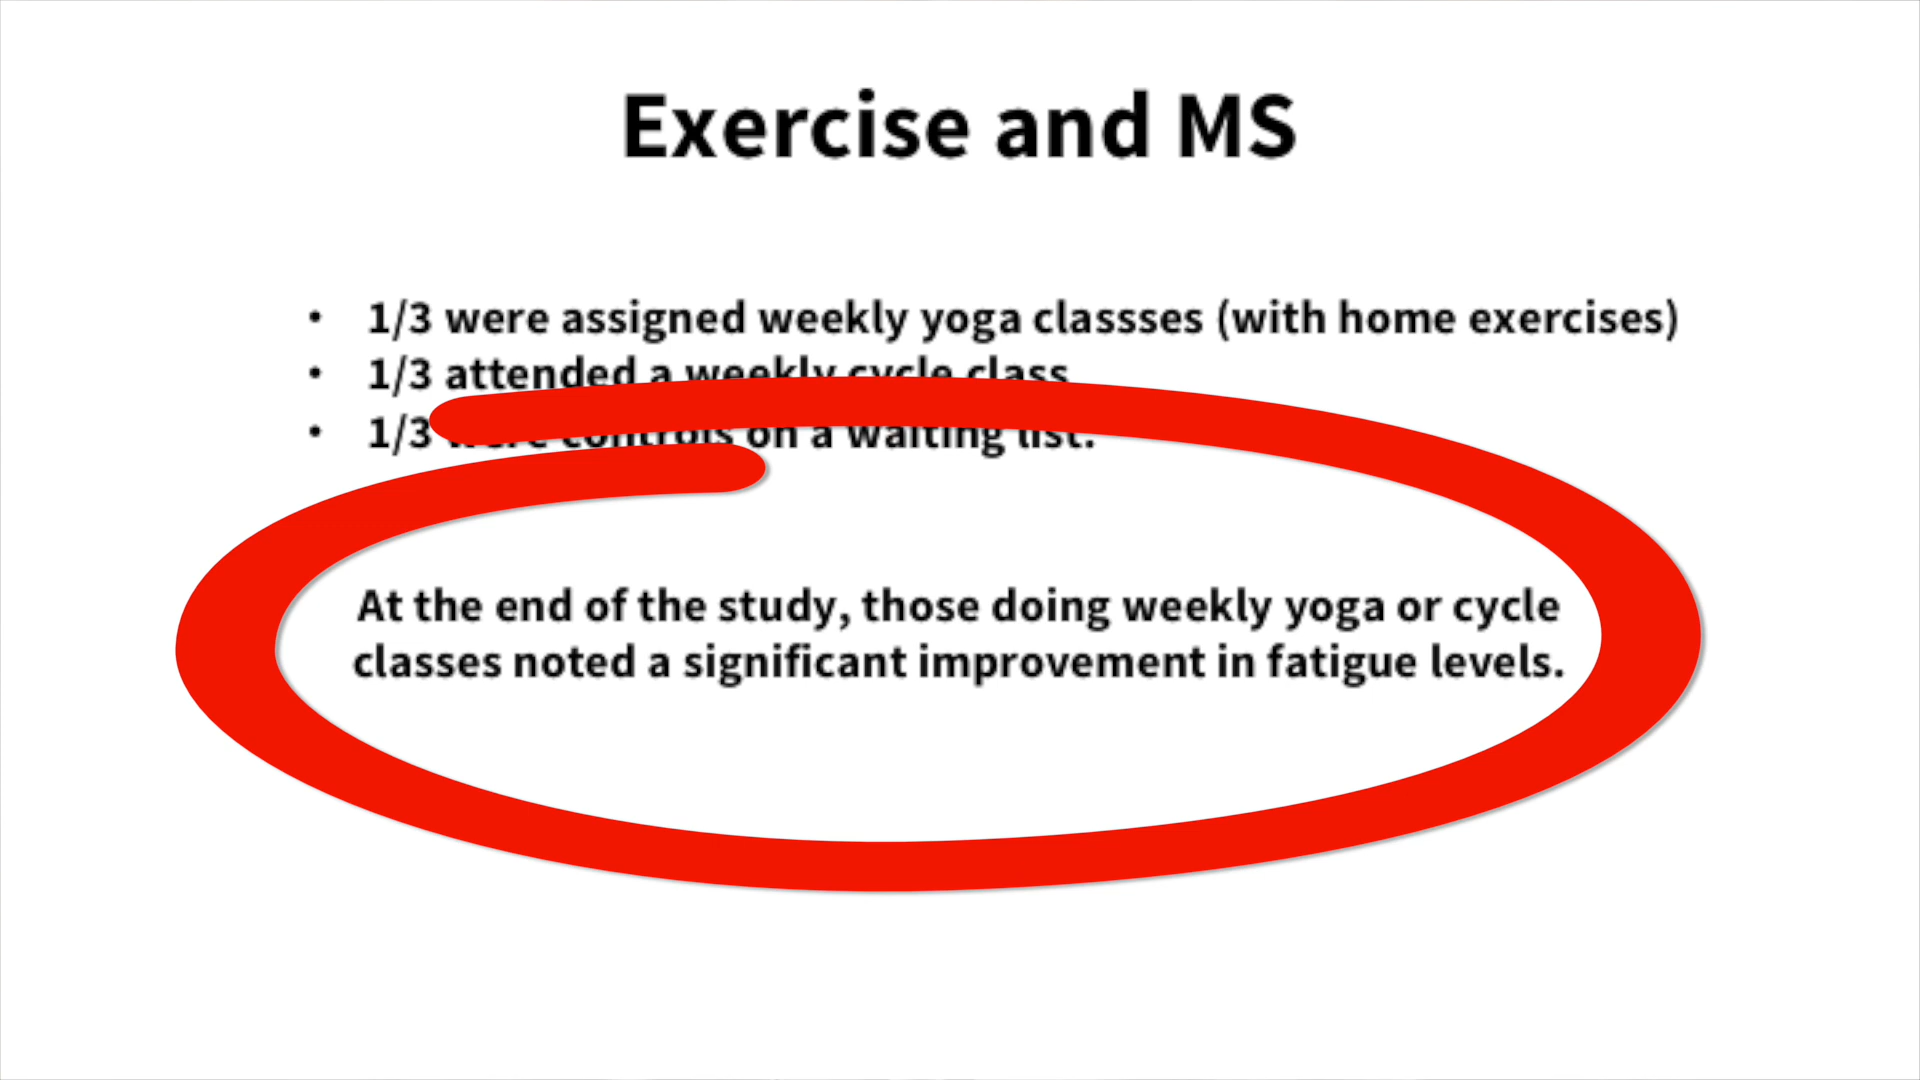 Exercise and MS
• 1/3 were assigned weekly yoga classses (with home exercises)
• 1/3 attended a weekly cycle class
• 1/3 were controls on a waiting list.
At the end of the study, those doing weekly yoga or cycle
classes noted a significant improvement in fatigue levels.